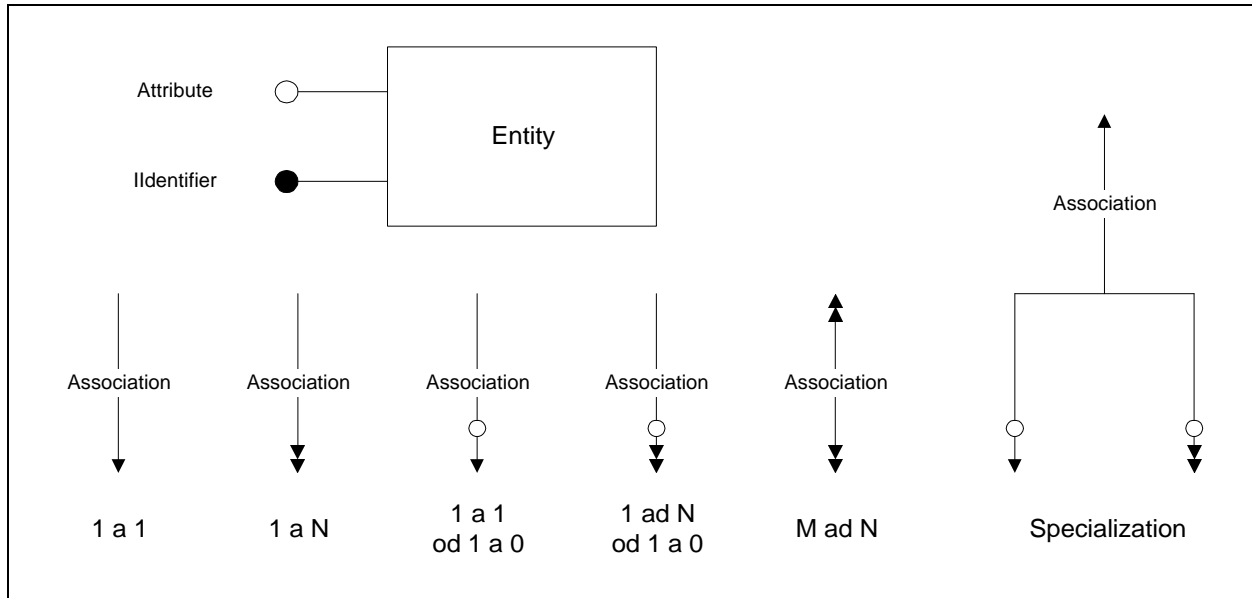 Attribute
Entity
IIdentifier
Association
Association
Association
Association
Association
Association
1 a 1
1 a N
1 a 1
od 1 a 0
1 ad N
od 1 a 0
M ad N
Specialization